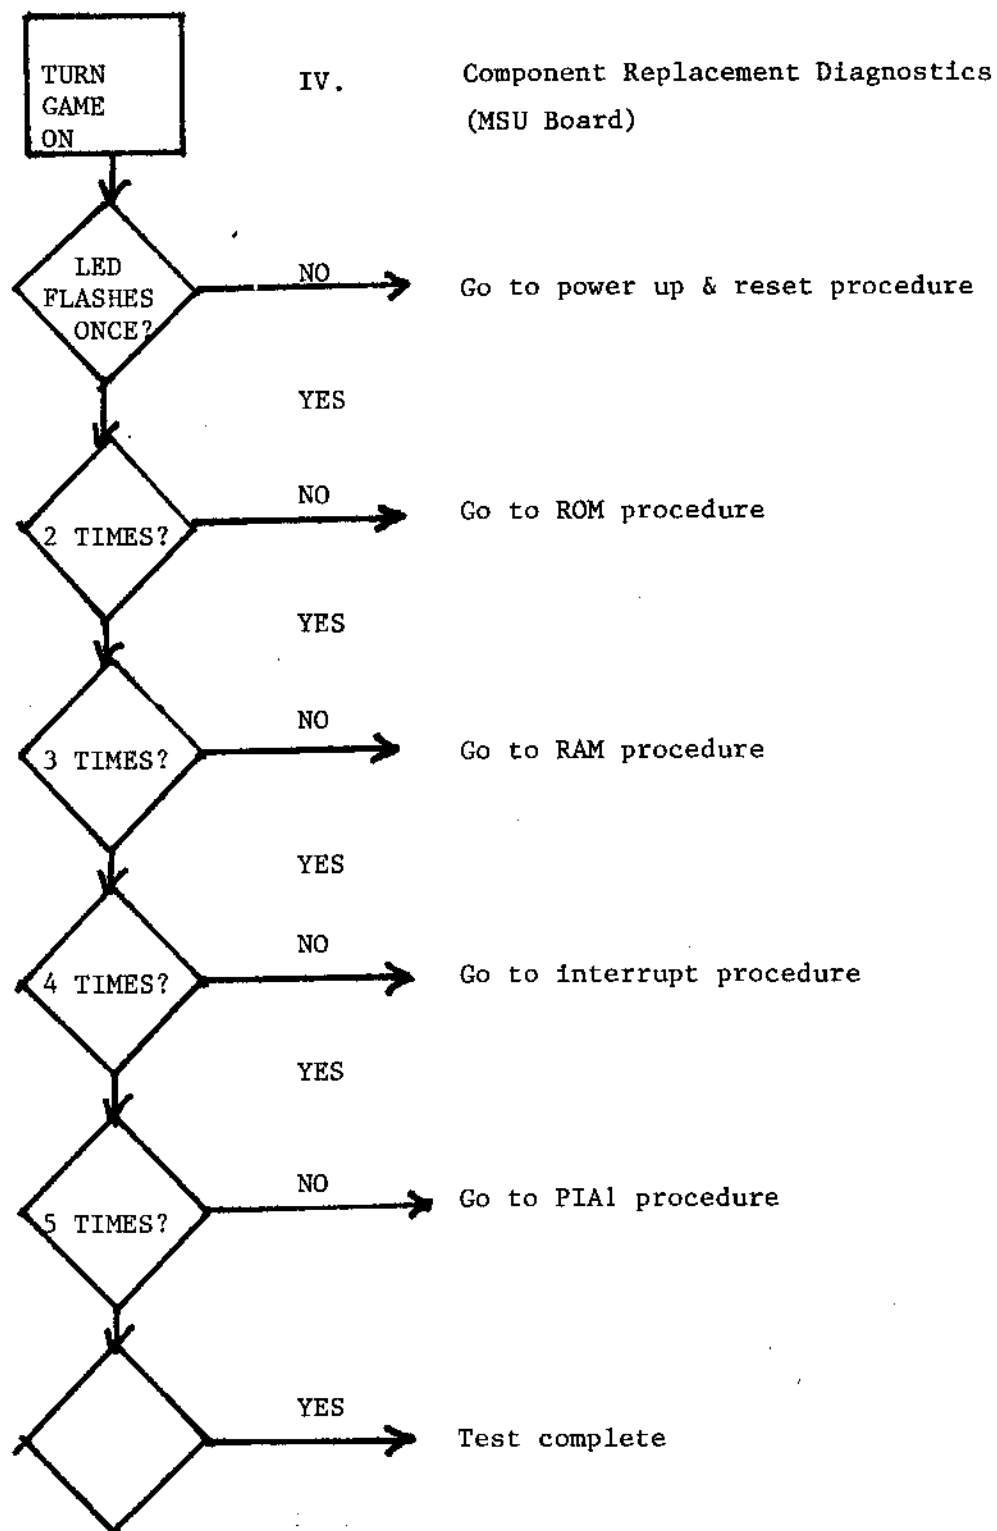 TURN
GAME
ON
IV. Component Replacement Diagnostics
(MSU Board)
LED
FLASHES
ONCE?
NO
Go to power up & reset procedure
YES
2 TIMES?
NO
Go to ROM procedure
YES
3 TIMES?
NO
Go to RAM procedure
YES
4 TIMES?
NO
Go to interrupt procedure
YES
5 TIMES?
NO
Go to PIA1 procedure
YES
Test complete